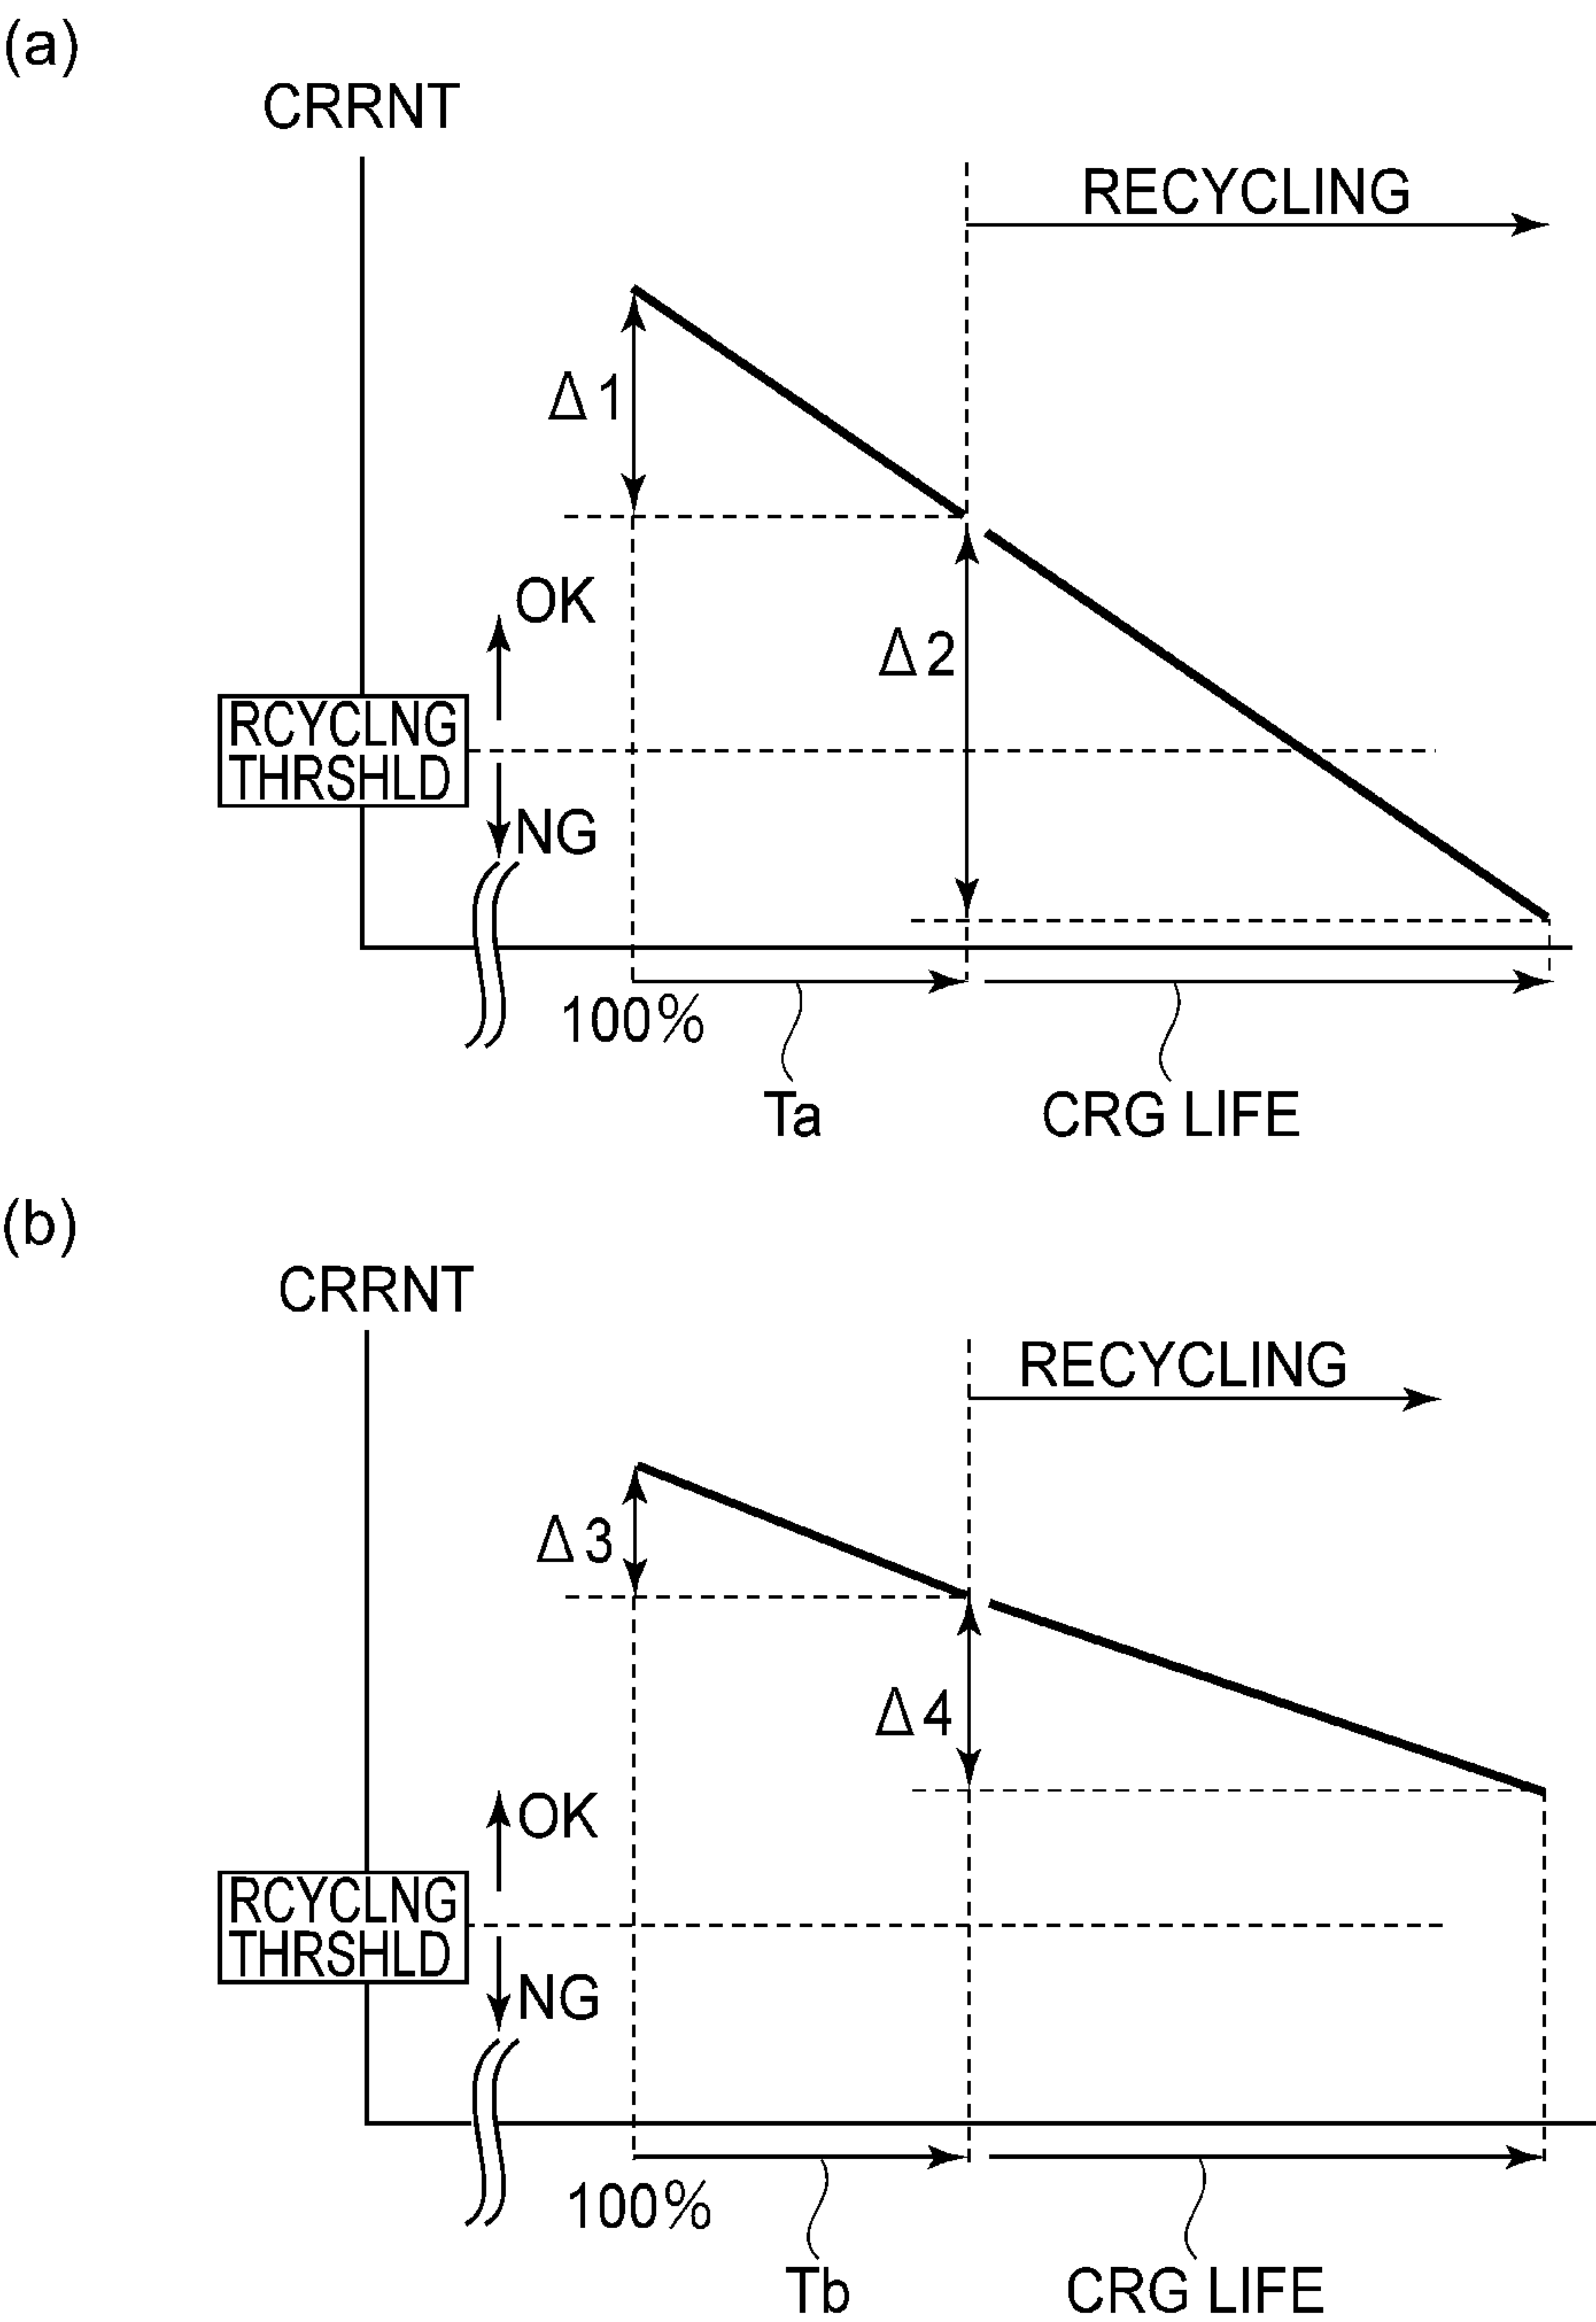 (a)
CRRNT
RECYCLING
Δ1
OK
Δ2
RCYCLNG
THRSHLD
NG
100%
Ta
CRG LIFE
(b)
CRRNT
RECYCLING
Δ3
Δ4
OK
RCYCLNG
THRSHLD
NG
100%
Tb
CRG LIFE